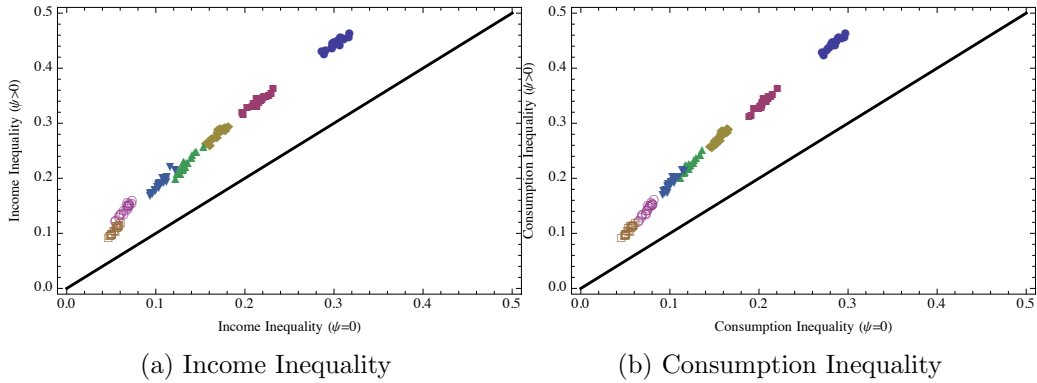 0.5
0.4
0.3
0.2
0.1
0.0
Income Inequality (ψ>0)
0.0 0.1 0.2 0.3 0.4 0.5
Income Inequality (ψ=0)
(a) Income Inequality
0.5
0.4
0.3
0.2
0.1
0.0
Consumption Inequality (ψ>0)
0.0 0.1 0.2 0.3 0.4 0.5
Consumption Inequality (ψ=0)
(b) Consumption Inequality